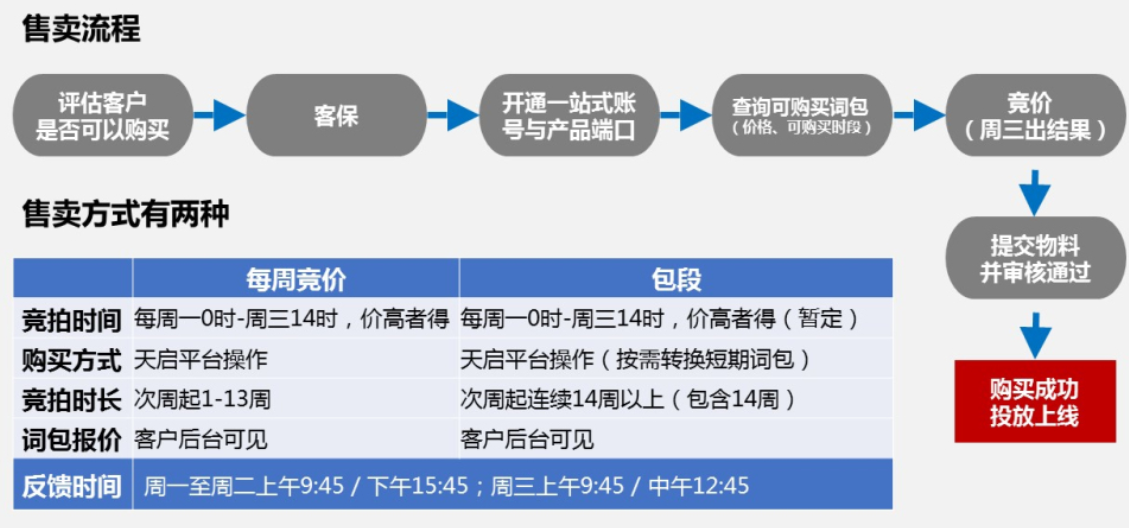 售卖流程
评估客户
是否可以购买
客保
开通一站式账
号与产品端口
查询可购买词包
（价格、可购买时段）
竞价
（周三出结果）
提交物料
并审核通过
购买成功
投放上线
售卖方式有两种
每周竞价 包段
竞拍时间 每周一0时-周三14时，价高者得 每周一0时-周三14时，价高者得（暂定）
购买方式 天启平台操作 天启平台操作（按需转换短期词包）
竞拍时长 次周起1-13周 次周起连续14周以上（包含14周）
词包报价 客户后台可见 客户后台可见
反馈时间 周一至周二上午9:45 / 下午15:45；周三上午9:45 / 中午12:45